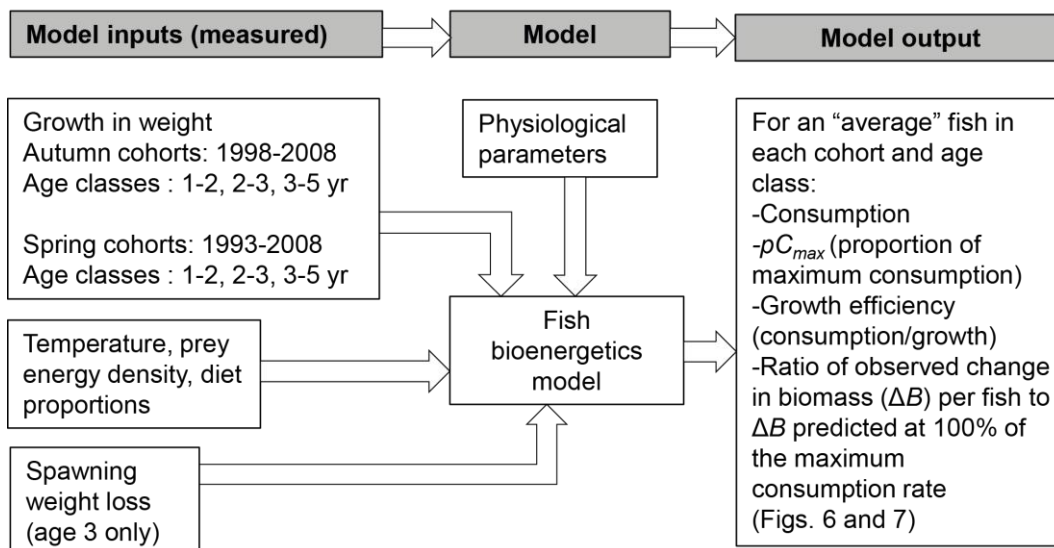 Model inputs (measured)
Model
Model output
Growth in weight
Autumn cohorts: 1998-2008
Age classes : 1-2, 2-3, 3-5 yr
Spring cohorts: 1993-2008
Age classes : 1-2, 2-3, 3-5 yr
Temperature, prey
energy density, diet
proportions
Spawning
weight loss
(age 3 only)
Physiological
parameters
Fish
bioenergetics
model
For an “average” fish in
each cohort and age
class:
-Consumption
-pCmax (proportion of
maximum consumption)
-Growth efficiency
(consumption/growth)
-Ratio of observed change
in biomass (ΔB) per fish to
ΔB predicted at 100% of
the maximum
consumption rate
(Figs. 6 and 7)